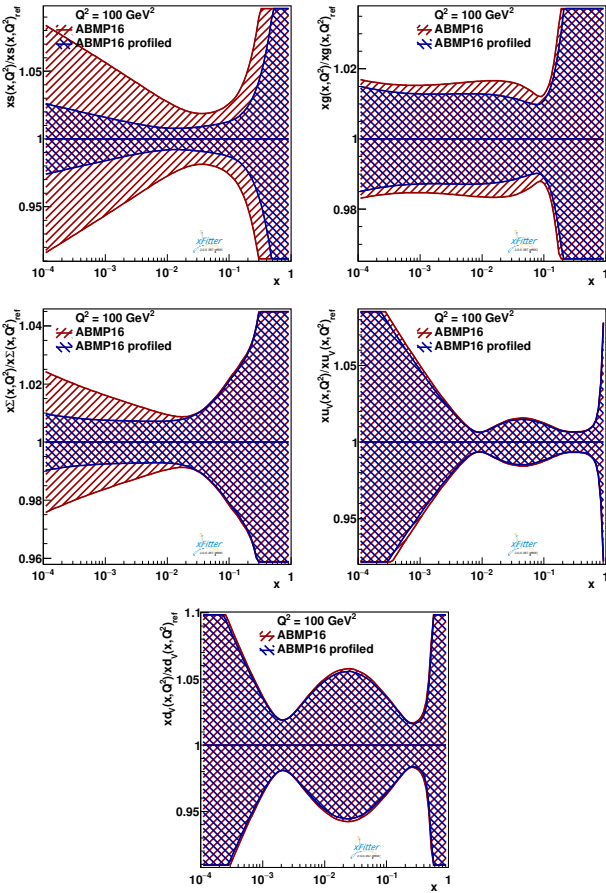 Q² = 100 GeV²
ABMP16
ABMP16 profiled
xs(x,Q²)/xs(x,Q²)ref
1.05
1
0.95
10⁻⁴ 10⁻³ 10⁻² 10⁻¹ 1
x
xFitter
Q² = 100 GeV²
ABMP16
ABMP16 profiled
xg(x,Q²)/xg(x,Q²)ref
1.02
1
0.98
10⁻⁴ 10⁻³ 10⁻² 10⁻¹ 1
x
xFitter
Q² = 100 GeV²
ABMP16
ABMP16 profiled
xΣ(x,Q²)/xΣ(x,Q²)ref
1.04
1.02
1
0.98
0.96
10⁻⁴ 10⁻³ 10⁻² 10⁻¹ 1
x
xFitter
Q² = 100 GeV²
ABMP16
ABMP16 profiled
xuV(x,Q²)/xuV(x,Q²)ref
1.05
1
0.95
10⁻⁴ 10⁻³ 10⁻² 10⁻¹ 1
x
xFitter
Q² = 100 GeV²
ABMP16
ABMP16 profiled
xdV(x,Q²)/xdV(x,Q²)ref
1.1
1.05
1
0.95
10⁻⁴ 10⁻³ 10⁻² 10⁻¹ 1
x
xFitter